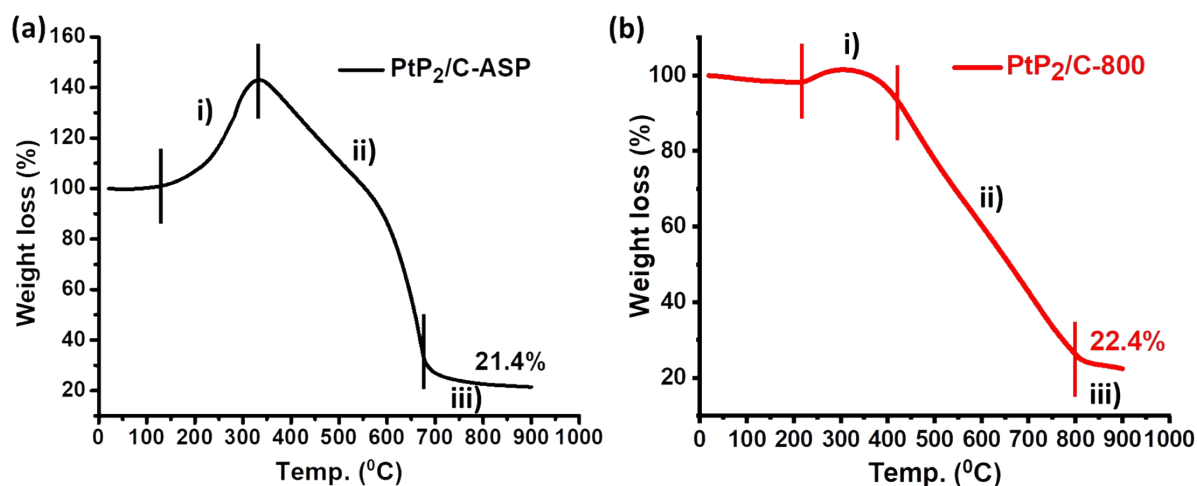 (a)
160
140
120
100
80
60
40
20
Weight loss (%)
PtP₂/C-ASP
i)
ii)
iii)
21.4%
0 100 200 300 400 500 600 700 800 900 1000
Temp. (⁰C)
(b)
100
80
60
40
20
Weight loss (%)
i)
PtP₂/C-800
ii)
22.4%
iii)
0 100 200 300 400 500 600 700 800 900 1000
Temp. (⁰C)